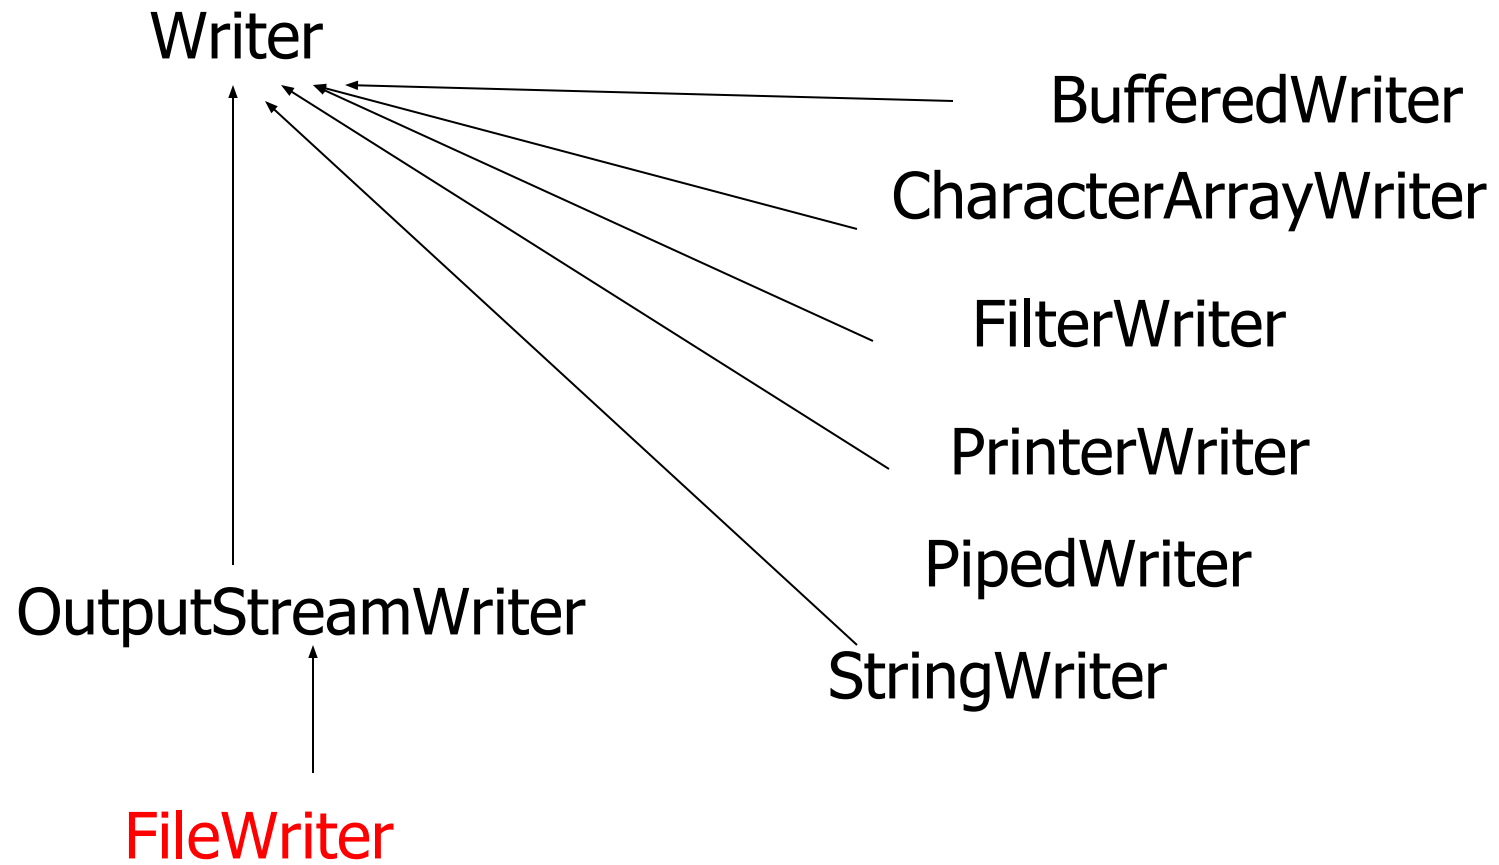 Writer
BufferedWriter
CharacterArrayWriter
FilterWriter
PrinterWriter
PipedWriter
OutputStreamWriter
StringWriter
FileWriter